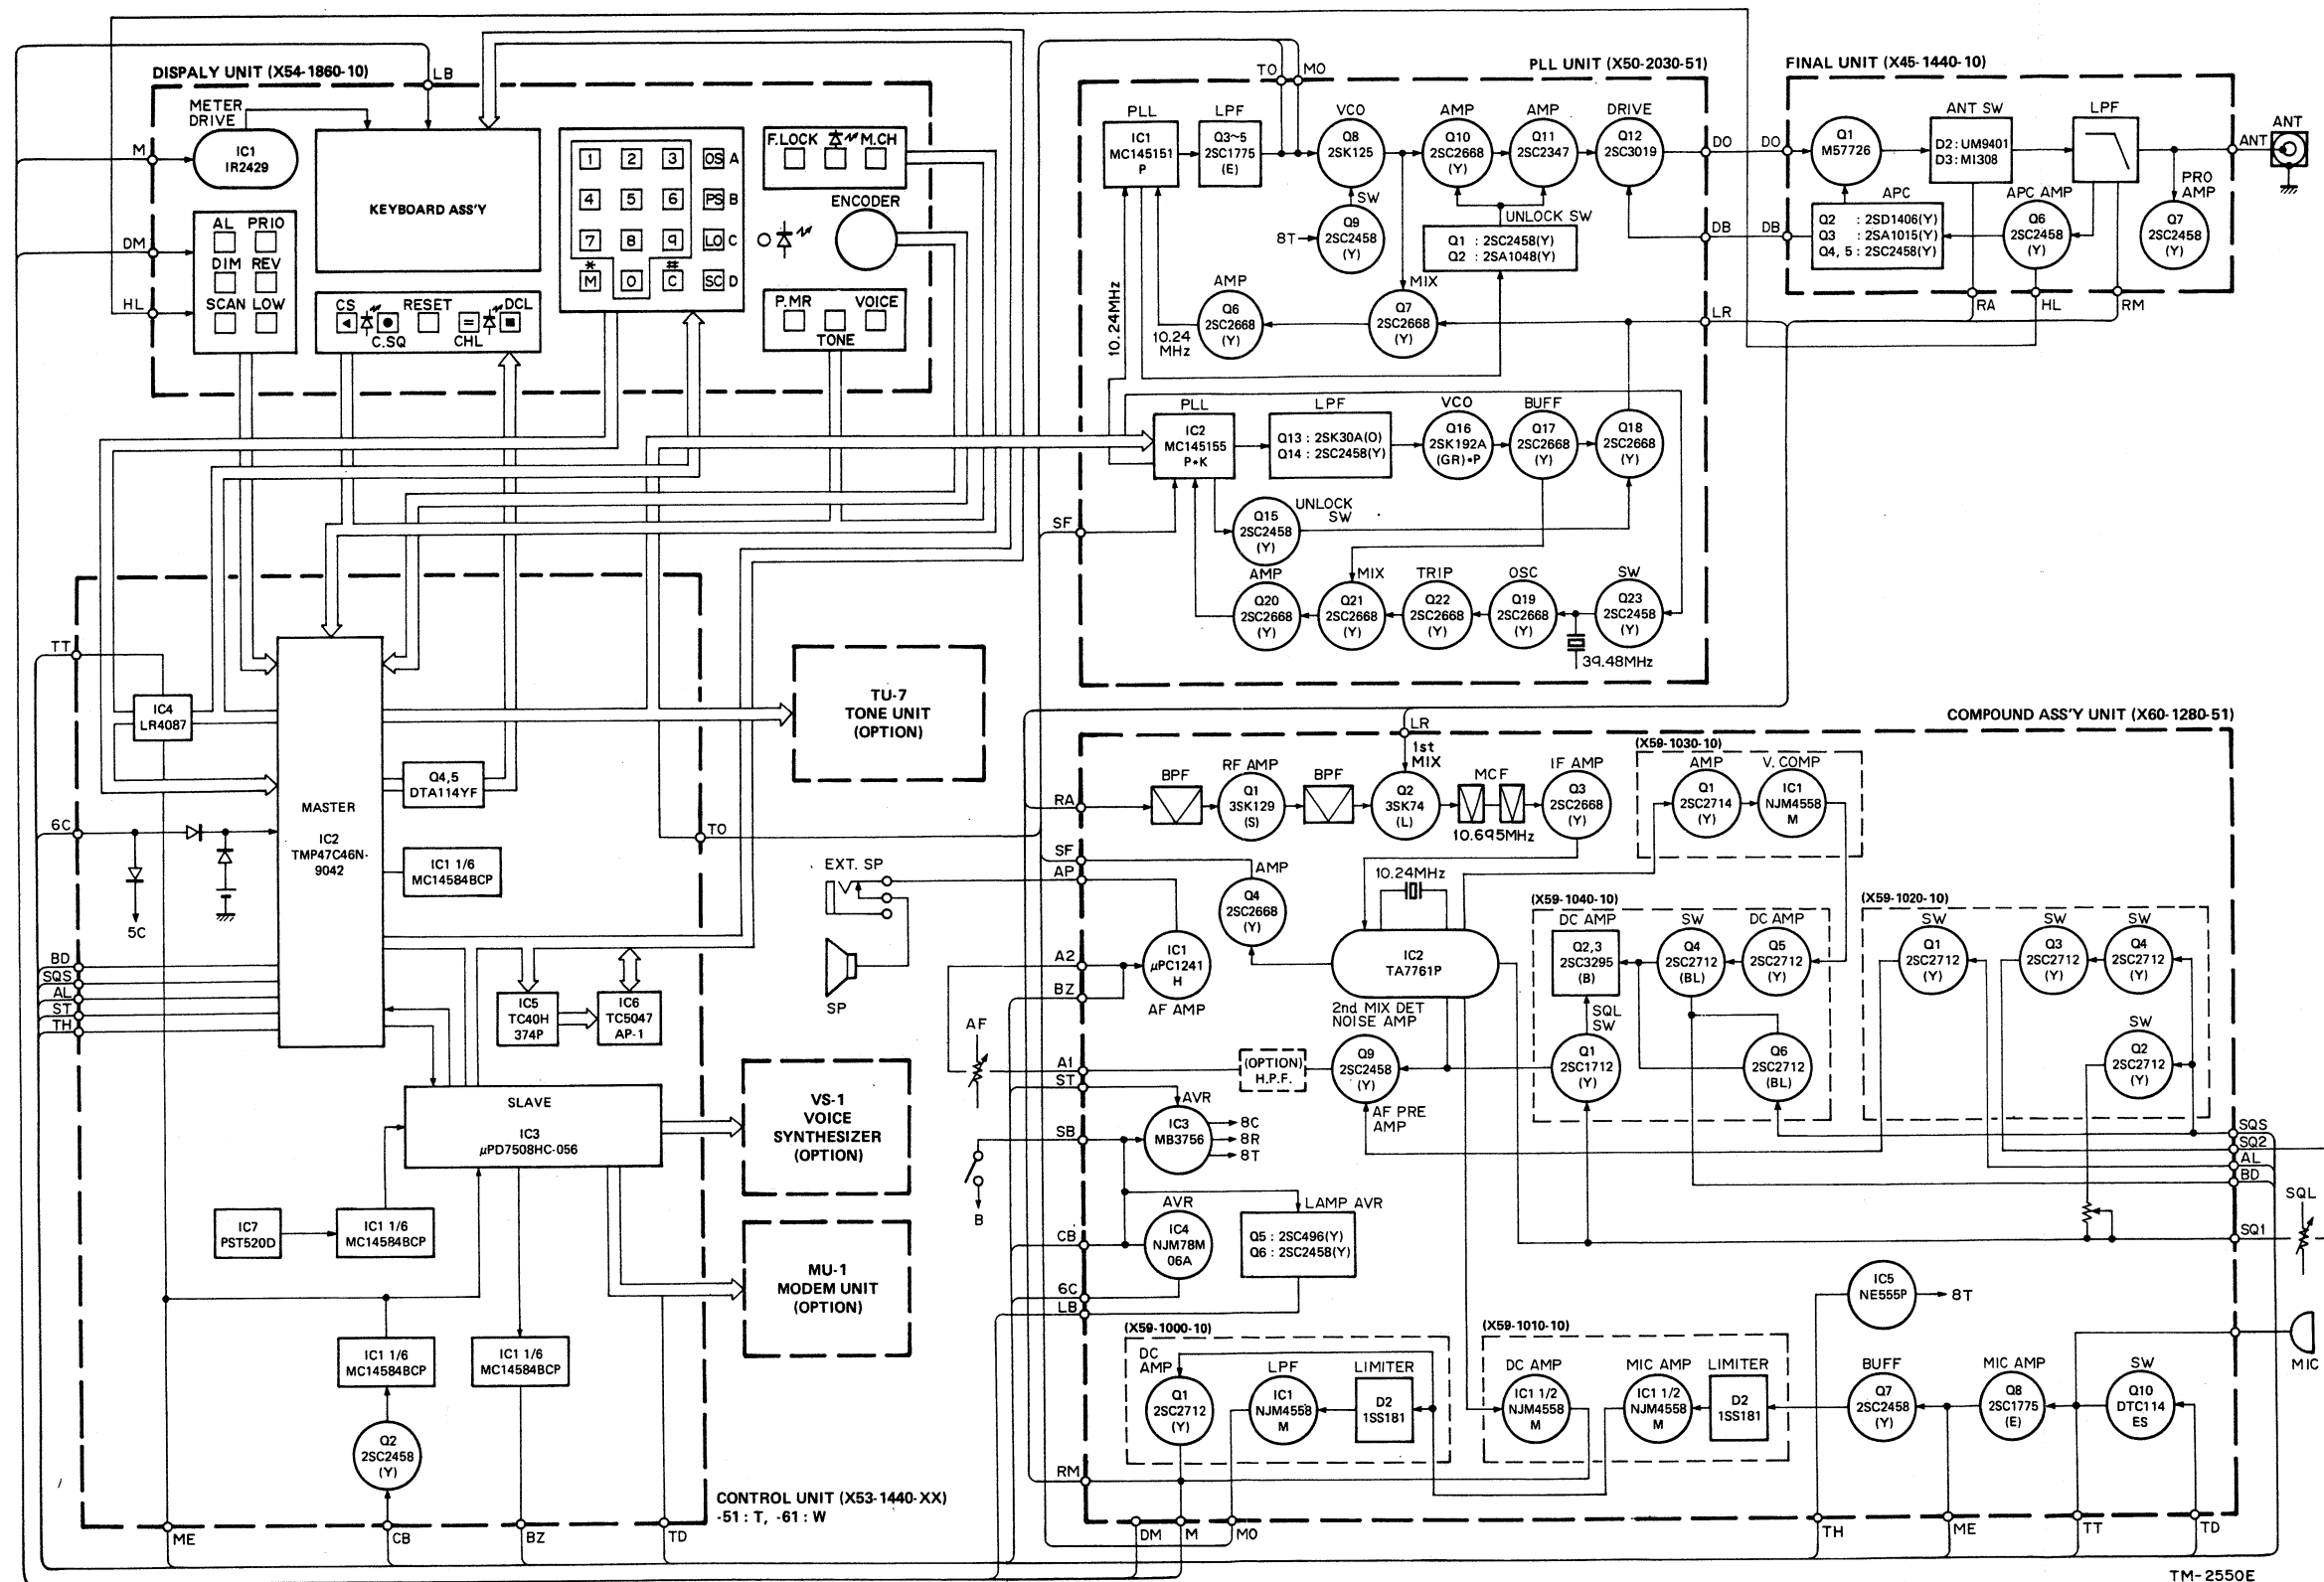 DISPALY UNIT (X54-1860-10)
LB
METER
DRIVE
M
IC1
IR2429
KEYBOARD ASS'Y
1 2 3 OS A
4 5 6 PS B
7 8 9 LO C
* #
M 0 C SC D
F.LOCK M.CH
ENCODER
DM
AL PRIO
DIM REV
SCAN LOW
HL
CS RESET DCL
C.SQ CHL
P.MR VOICE
TONE
TO MO
PLL UNIT (X50-2030-51)
PLL
IC1
MC145151
P
LPF
Q3~5
2SC1775
(E)
VCO
Q8
2SK125
AMP
Q10
2SC2668
(Y)
AMP
Q11
2SC2347
DRIVE
Q12
2SC3019
DO
SW
Q9
2SC2458
(Y)
8T
UNLOCK SW
Q1 : 2SC2458(Y)
Q2 : 2SA1048(Y)
DB
10.24MHz
10.24
MHz
AMP
Q6
2SC2668
(Y)
MIX
Q7
2SC2668
(Y)
LR
PLL
IC2
MC145155
P*K
LPF
Q13 : 2SK30A(O)
Q14 : 2SC2458(Y)
VCO
Q16
2SK192A
(GR)*P
BUFF
Q17
2SC2668
(Y)
Q18
2SC2668
(Y)
SF
Q15
2SC2458
(Y)
UNLOCK
SW
AMP
Q20
2SC2668
(Y)
MIX
Q21
2SC2668
(Y)
TRIP
Q22
2SC2668
(Y)
OSC
Q19
2SC2668
(Y)
SW
Q23
2SC2458
(Y)
39.48MHz
FINAL UNIT (X45-1440-10)
DO
Q1
M57726
ANT SW
D2 : UM9401
D3 : MI308
LPF
ANT
ANT
PRO
AMP
Q7
2SC2458
(Y)
DB
APC
Q2 : 2SD1406(Y)
Q3 : 2SA1015(Y)
Q4, 5 : 2SC2458(Y)
APC AMP
Q6
2SC2458
(Y)
RA HL RM
TT
IC4
LR4087
MASTER
IC2
TMP47C46N-
9042
Q4,5
DTA114YF
IC1 1/6
MC14584BCP
6C
5C
BD
SQS
AL
ST
TH
TO
IC5
TC40H
374P
IC6
TC5047
AP-1
SLAVE
IC3
μPD7508HC-056
IC7
PST520D
IC1 1/6
MC14584BCP
IC1 1/6
MC14584BCP
IC1 1/6
MC14584BCP
Q2
2SC2458
(Y)
ME CB BZ TD
CONTROL UNIT (X53-1440-XX)
-51 : T, -61 : W
TU-7
TONE UNIT
(OPTION)
VS-1
VOICE
SYNTHESIZER
(OPTION)
MU-1
MODEM UNIT
(OPTION)
EXT. SP
SP
AF
B
COMPOUND ASS'Y UNIT (X60-1280-51)
LR
RA
BPF
RF AMP
Q1
3SK129
(S)
BPF
1st
MIX
Q2
3SK74
(L)
MCF
10.695MHz
IF AMP
Q3
2SC2668
(Y)
(X59-1030-10)
AMP
Q1
2SC2714
(Y)
V. COMP
IC1
NJM4558
M
SF
AP
AMP
Q4
2SC2668
(Y)
10.24MHz
IC2
TA7761P
2nd MIX DET
NOISE AMP
A2
BZ
IC1
μPC1241
H
AF AMP
(X59-1040-10)
DC AMP
Q2,3
2SC3295
(B)
SW
Q4
2SC2712
(BL)
DC AMP
Q5
2SC2712
(Y)
SQL
SW
Q1
2SC1712
(Y)
Q6
2SC2712
(BL)
(X59-1020-10)
SW
Q1
2SC2712
(Y)
SW
Q3
2SC2712
(Y)
SW
Q4
2SC2712
(Y)
SW
Q2
2SC2712
(Y)
A1
ST
(OPTION)
H.P.F.
Q9
2SC2458
(Y)
AF PRE
AMP
SB
AVR
IC3
MB3756
8C
8R
8T
CB
AVR
IC4
NJM78M
06A
LAMP AVR
Q5 : 2SC496(Y)
Q6 : 2SC2458(Y)
6C
LB
SQS
SQ2
AL
BD
SQ1
SQL
IC5
NE555P
8T
MIC
(X59-1000-10)
DC
AMP
Q1
2SC2712
(Y)
LPF
IC1
NJM4558
M
LIMITER
D2
1SS181
(X59-1010-10)
DC AMP
IC1 1/2
NJM4558
M
MIC AMP
IC1 1/2
NJM4558
M
LIMITER
D2
1SS181
BUFF
Q7
2SC2458
(Y)
MIC AMP
Q8
2SC1775
(E)
SW
Q10
DTC114
ES
RM
DM M MO TH ME TT TD
TM-2550E